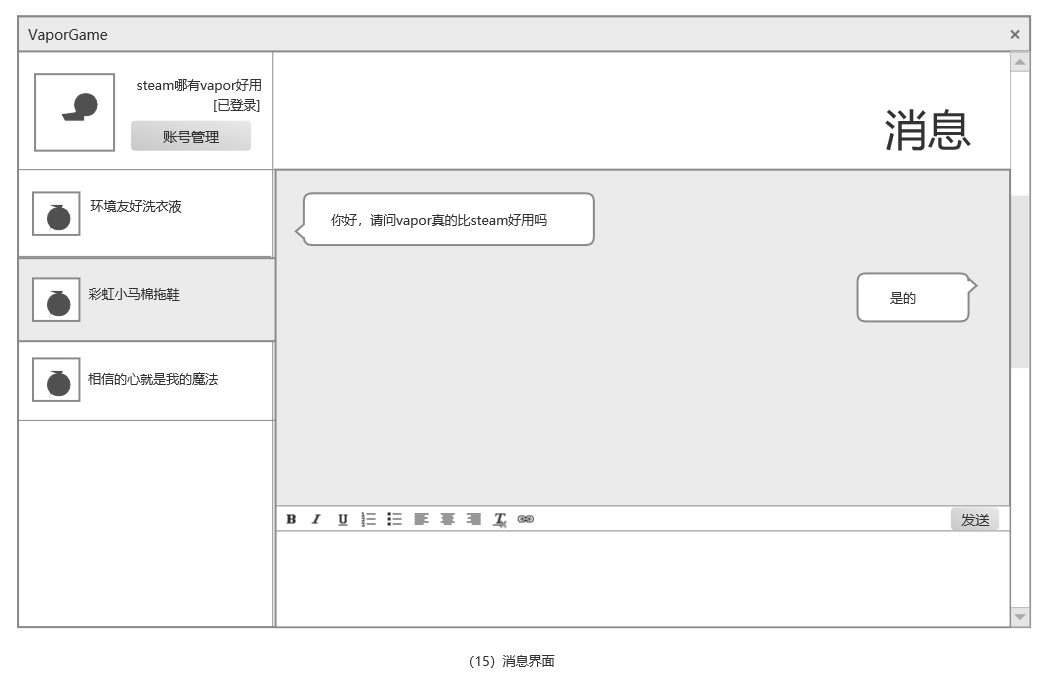 VaporGame
steam哪有vapor好用
[已登录]
账号管理
消息
环境友好洗衣液
彩虹小马棉拖鞋
相信的心就是我的魔法
你好，请问vapor真的比steam好用吗
是的
B I U T
发送
（15）消息界面